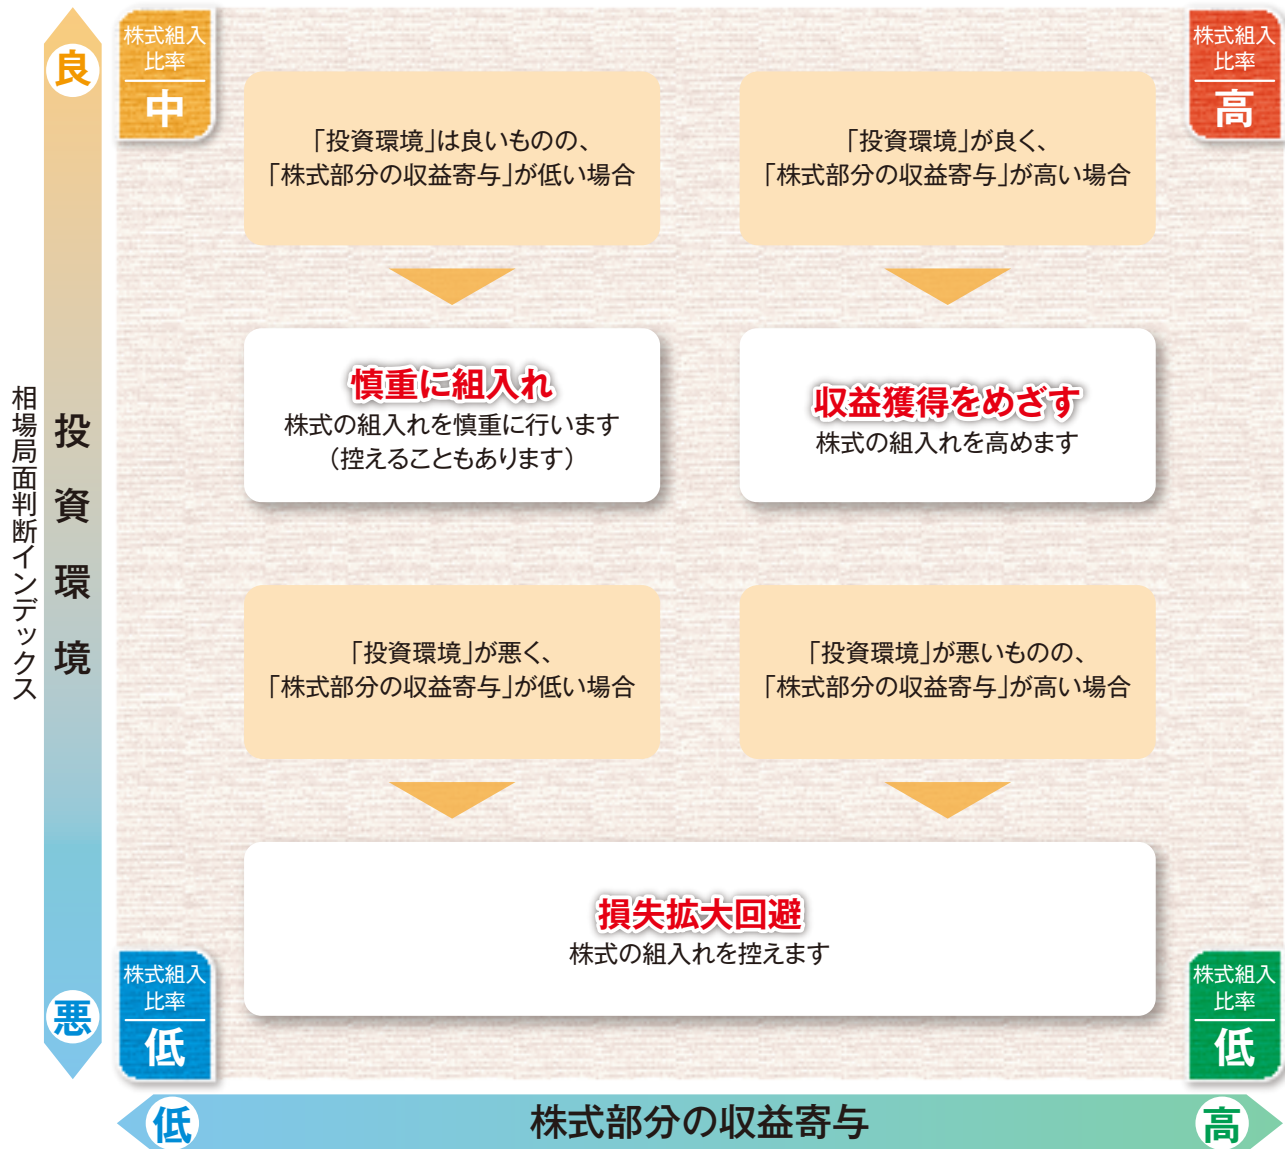 良
株式組入
比率
中
株式組入
比率
高
「投資環境」は良いものの、
「株式部分の収益寄与」が低い場合
「投資環境」が良く、
「株式部分の収益寄与」が高い場合
慎重に組入れ
株式の組入れを慎重に行います
(控えることもあります)
収益獲得をめざす
株式の組入れを高めます
相場局面判断インデックス
投資環境
「投資環境」が悪く、
「株式部分の収益寄与」が低い場合
「投資環境」が悪いものの、
「株式部分の収益寄与」が高い場合
損失拡大回避
株式の組入れを控えます
悪
株式組入
比率
低
株式組入
比率
低
低
株式部分の収益寄与
高